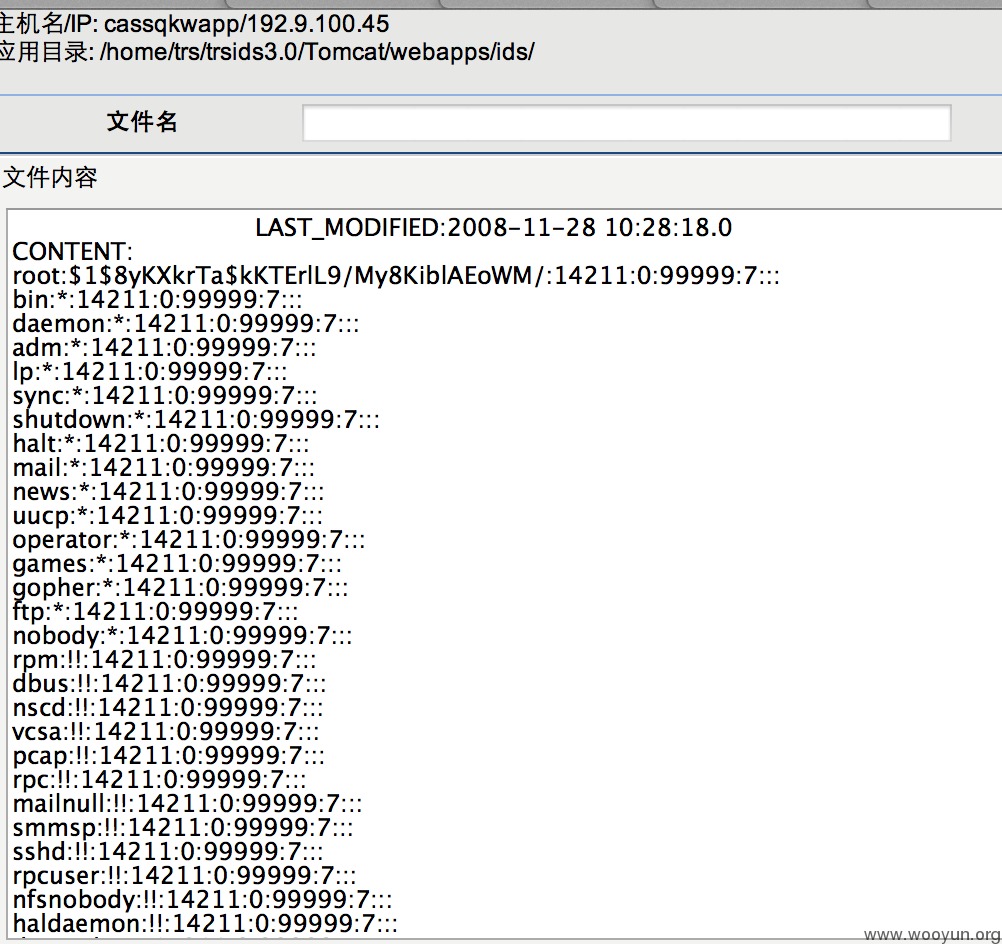 主机名/IP: cassqkwapp/192.9.100.45
应用目录: /home/trs/trsids3.0/Tomcat/webapps/ids/
文件名
文件内容
LAST_MODIFIED:2008-11-28 10:28:18.0
CONTENT:
root:$1$8yKXkrTa$kKTErlL9/My8KiblAEoWM/:14211:0:99999:7:::
bin:*:14211:0:99999:7:::
daemon:*:14211:0:99999:7:::
adm:*:14211:0:99999:7:::
lp:*:14211:0:99999:7:::
sync:*:14211:0:99999:7:::
shutdown:*:14211:0:99999:7:::
halt:*:14211:0:99999:7:::
mail:*:14211:0:99999:7:::
news:*:14211:0:99999:7:::
uucp:*:14211:0:99999:7:::
operator:*:14211:0:99999:7:::
games:*:14211:0:99999:7:::
gopher:*:14211:0:99999:7:::
ftp:*:14211:0:99999:7:::
nobody:*:14211:0:99999:7:::
rpm:!!:14211:0:99999:7:::
dbus:!!:14211:0:99999:7:::
nscd:!!:14211:0:99999:7:::
vcsa:!!:14211:0:99999:7:::
pcap:!!:14211:0:99999:7:::
rpc:!!:14211:0:99999:7:::
mailnull:!!:14211:0:99999:7:::
smmsp:!!:14211:0:99999:7:::
sshd:!!:14211:0:99999:7:::
rpcuser:!!:14211:0:99999:7:::
nfsnobody:!!:14211:0:99999:7:::
haldaemon:!!:14211:0:99999:7:::
www.wooyun.org